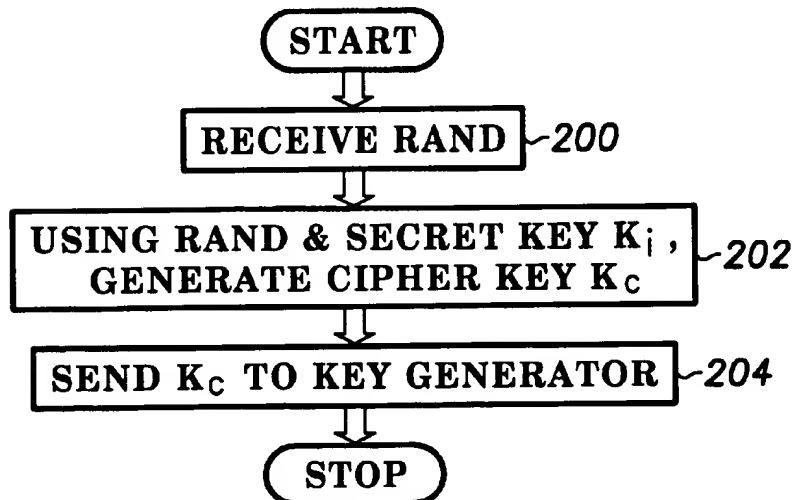 START
RECEIVE RAND 200
USING RAND & SECRET KEY Ki,
GENERATE CIPHER KEY KC 202
SEND KC TO KEY GENERATOR 204
STOP